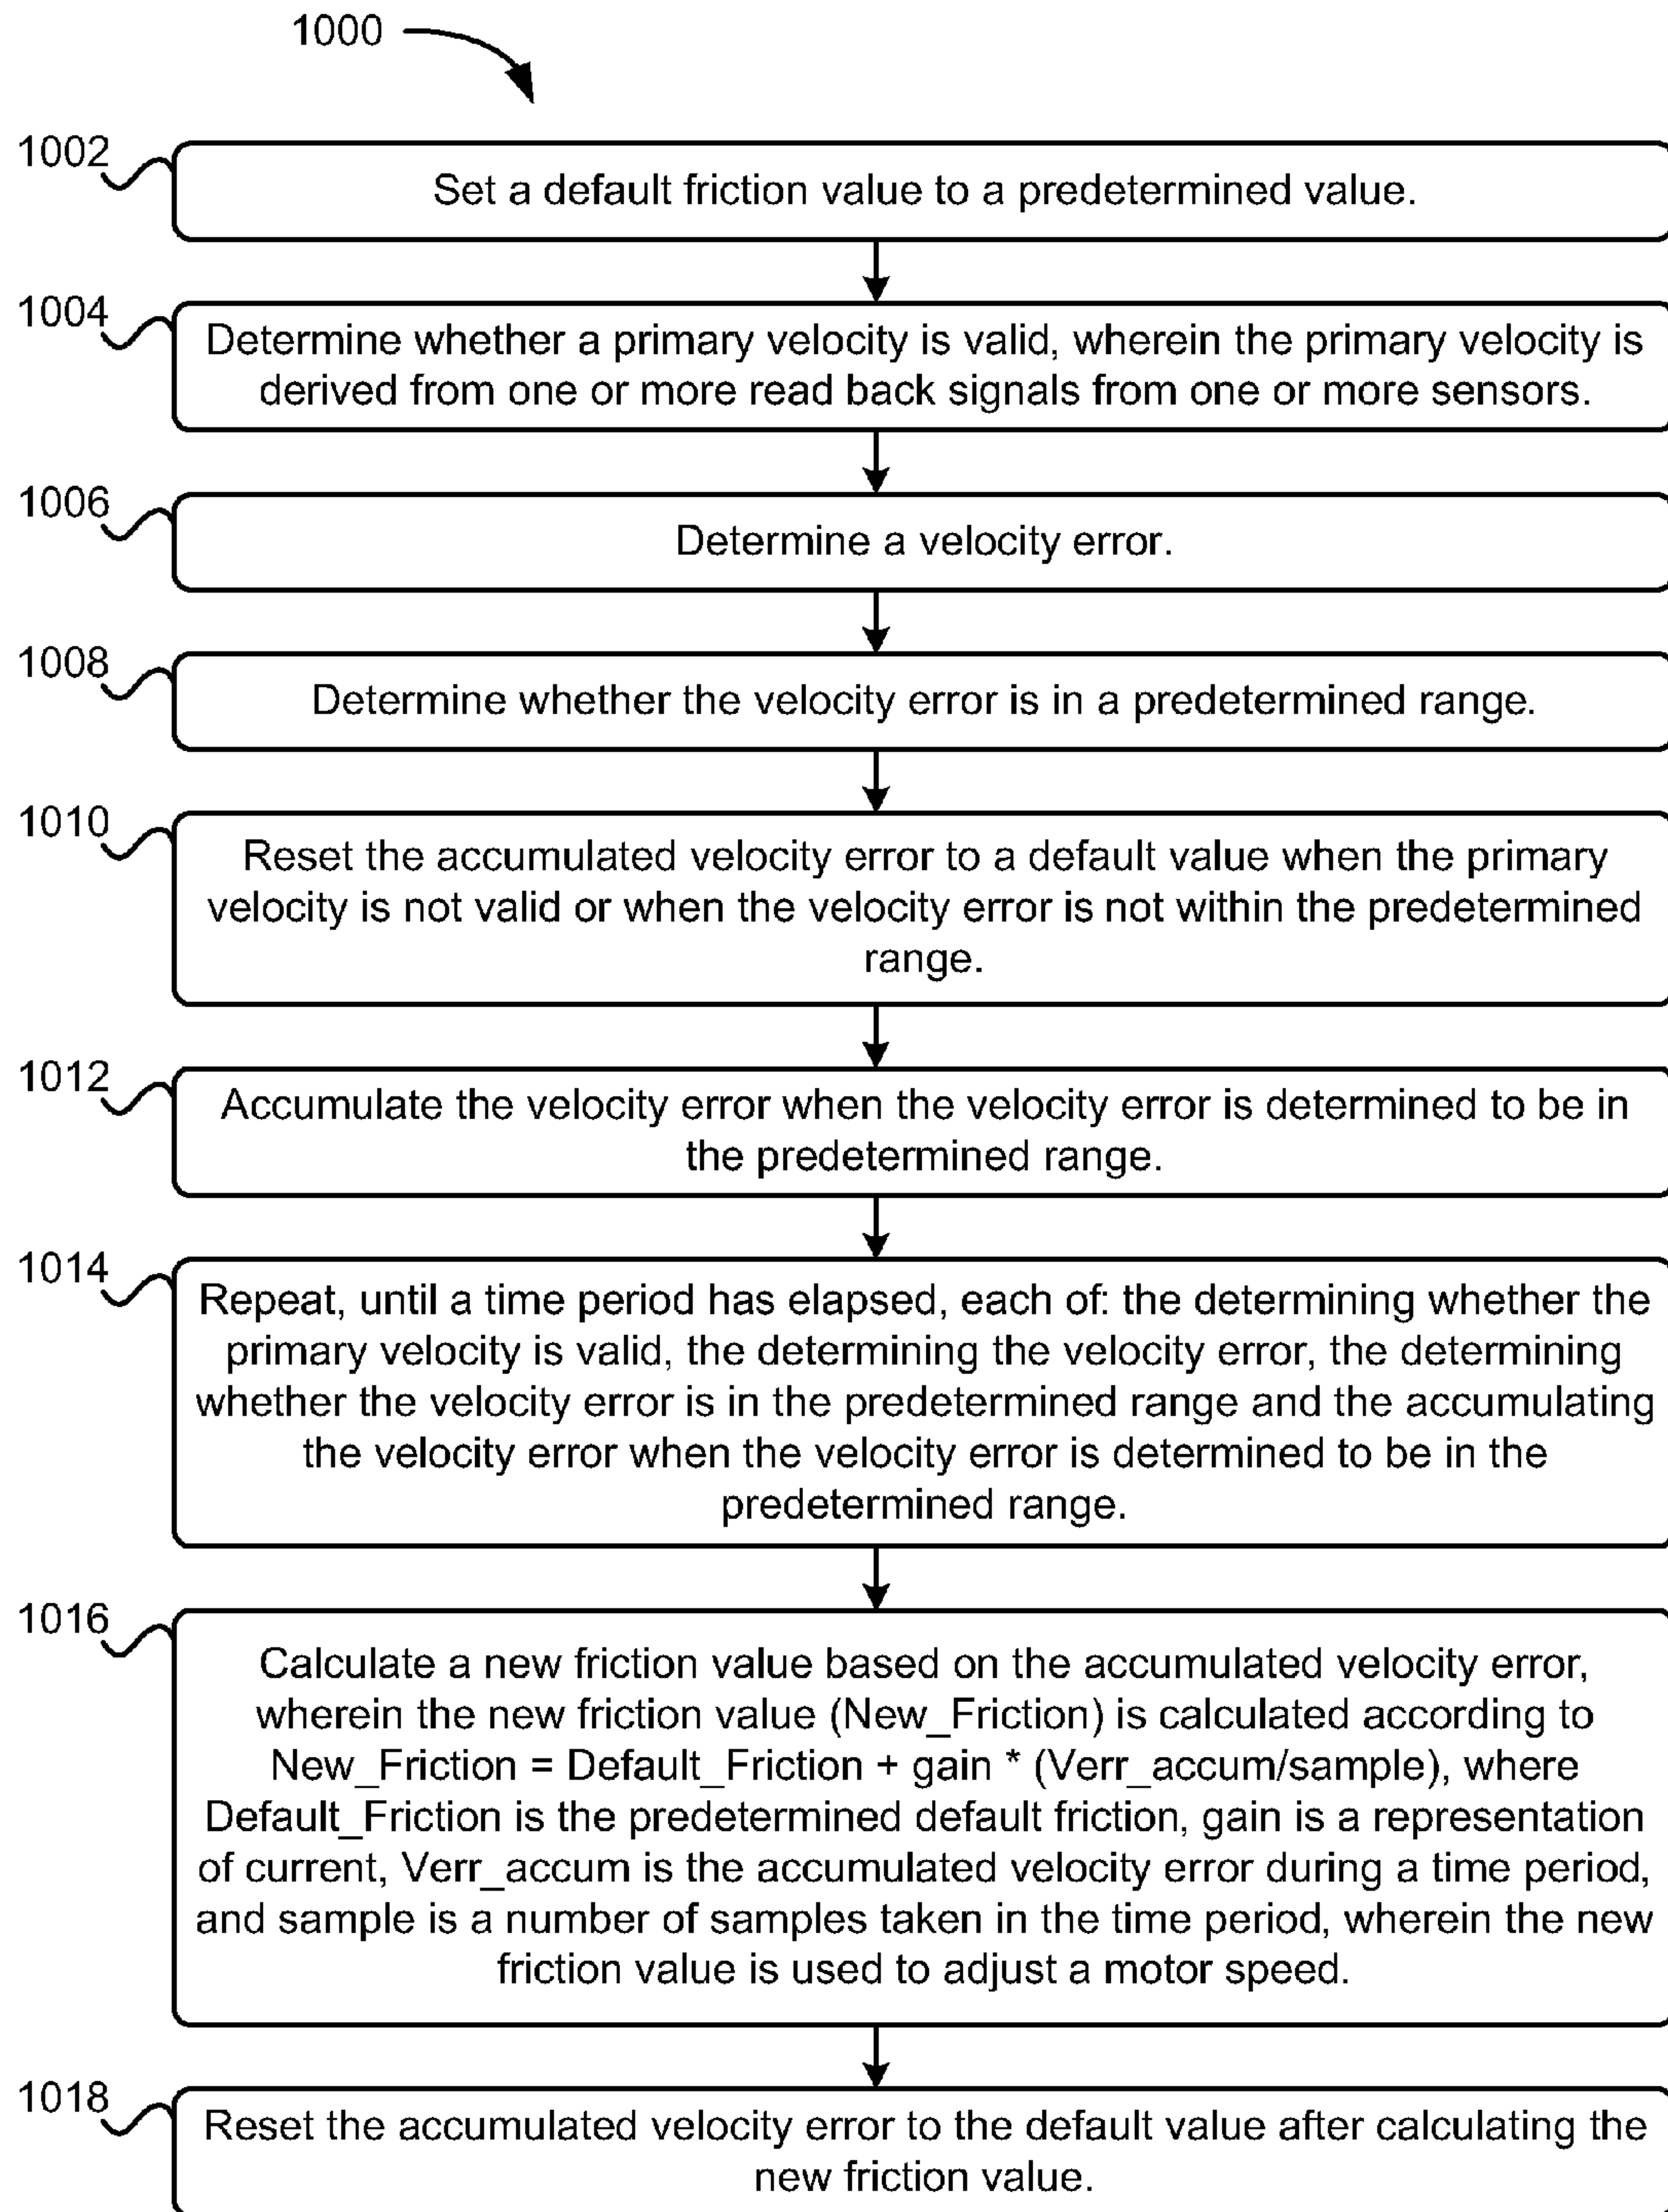 1000
1002
Set a default friction value to a predetermined value.
1004
Determine whether a primary velocity is valid, wherein the primary velocity is
derived from one or more read back signals from one or more sensors.
1006
Determine a velocity error.
1008
Determine whether the velocity error is in a predetermined range.
1010
Reset the accumulated velocity error to a default value when the primary
velocity is not valid or when the velocity error is not within the predetermined
range.
1012
Accumulate the velocity error when the velocity error is determined to be in
the predetermined range.
1014
Repeat, until a time period has elapsed, each of: the determining whether the
primary velocity is valid, the determining the velocity error, the determining
whether the velocity error is in the predetermined range and the accumulating
the velocity error when the velocity error is determined to be in the
predetermined range.
1016
Calculate a new friction value based on the accumulated velocity error,
wherein the new friction value (New_Friction) is calculated according to
New_Friction = Default_Friction + gain * (Verr_accum/sample), where
Default_Friction is the predetermined default friction, gain is a representation
of current, Verr_accum is the accumulated velocity error during a time period,
and sample is a number of samples taken in the time period, wherein the new
friction value is used to adjust a motor speed.
1018
Reset the accumulated velocity error to the default value after calculating the
new friction value.